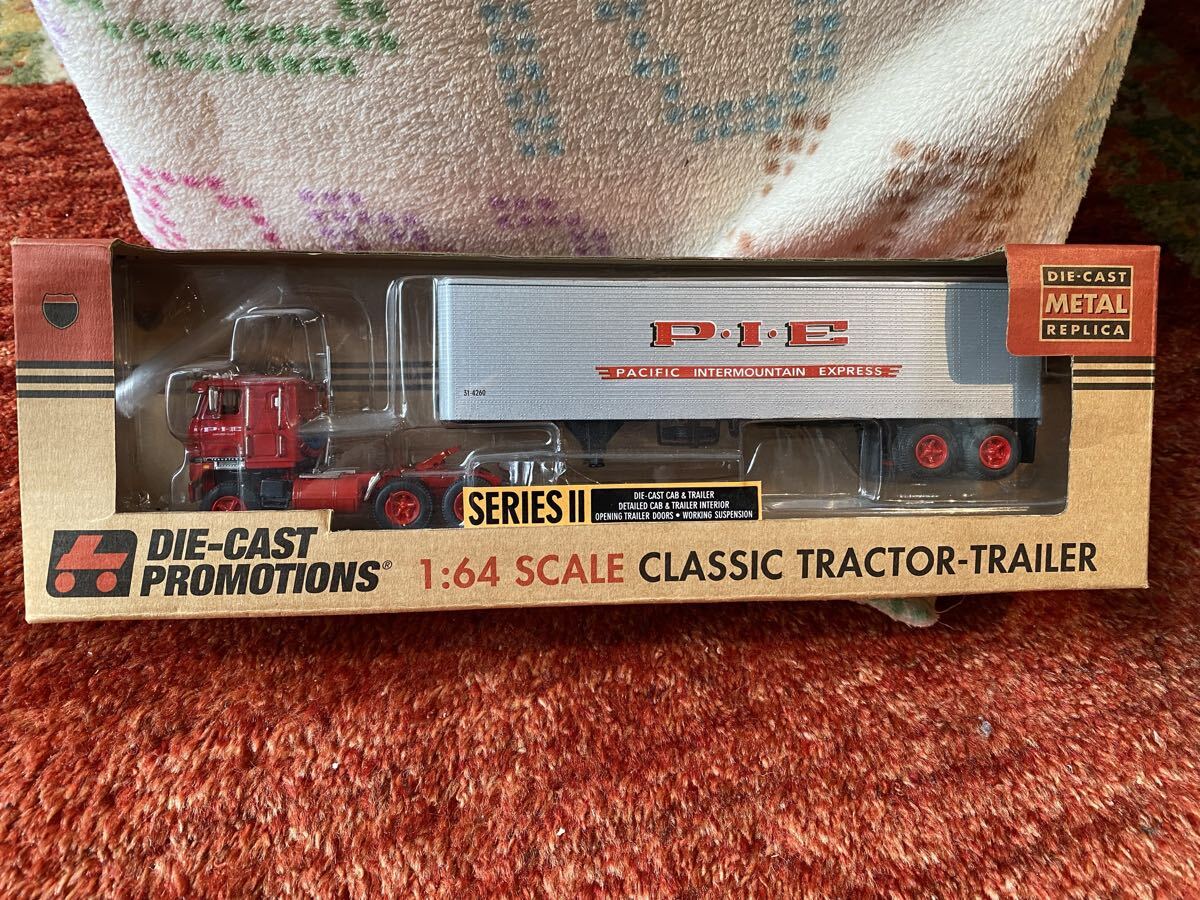 DIE-CAST
METAL
REPLICA
P·I·E
PACIFIC INTERMOUNTAIN EXPRESS
31-4260
P·I·E
SERIES II
DIE-CAST CAB & TRAILER
DETAILED CAB & TRAILER INTERIOR
OPENING TRAILER DOORS • WORKING SUSPENSION
DIE-CAST
PROMOTIONS®
1:64 SCALE CLASSIC TRACTOR-TRAILER